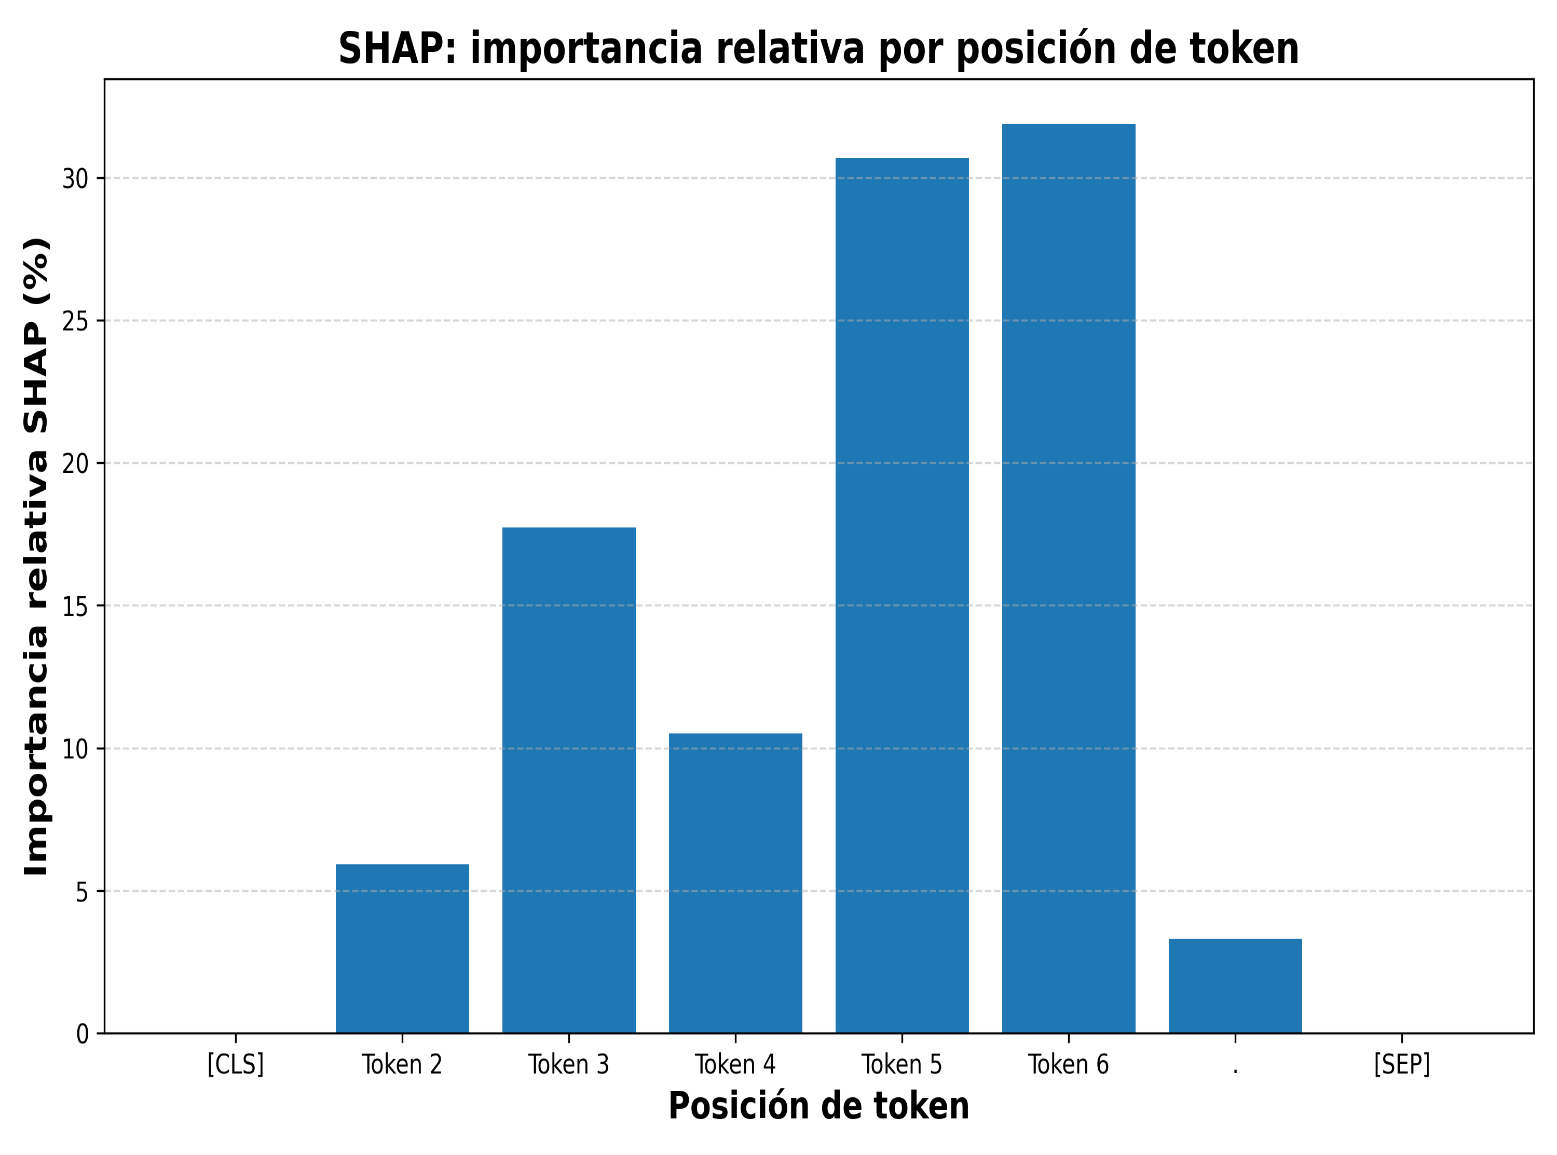 SHAP: importancia relativa por posición de token
Importancia relativa SHAP (%)
30
25
20
15
10
5
0
[CLS] Token 2 Token 3 Token 4 Token 5 Token 6 . [SEP]
Posición de token